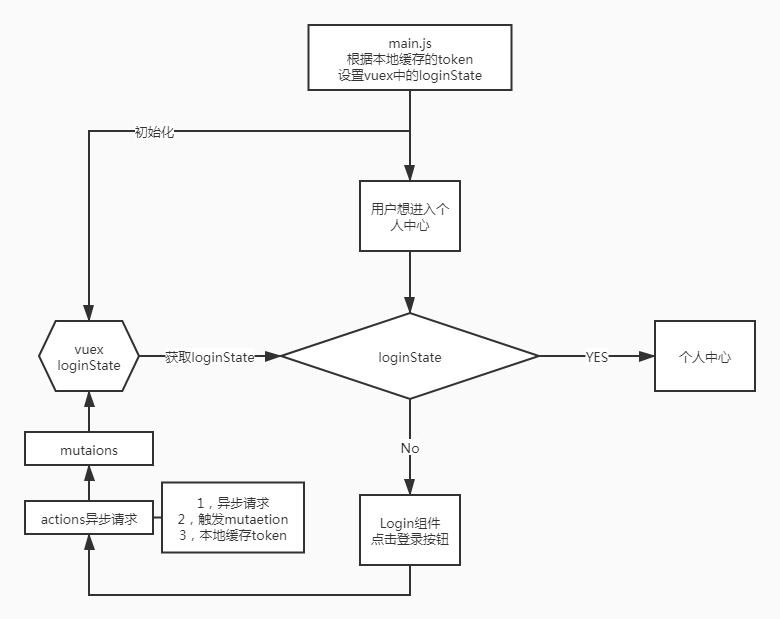 main.js
根据本地缓存的token
设置vuex中的loginState
初始化
用户想进入个
人中心
vuex
loginState
获取loginState
loginState
YES
个人中心
mutaions
No
actions异步请求
1，异步请求
2，触发mutaetion
3，本地缓存token
Login组件
点击登录按钮